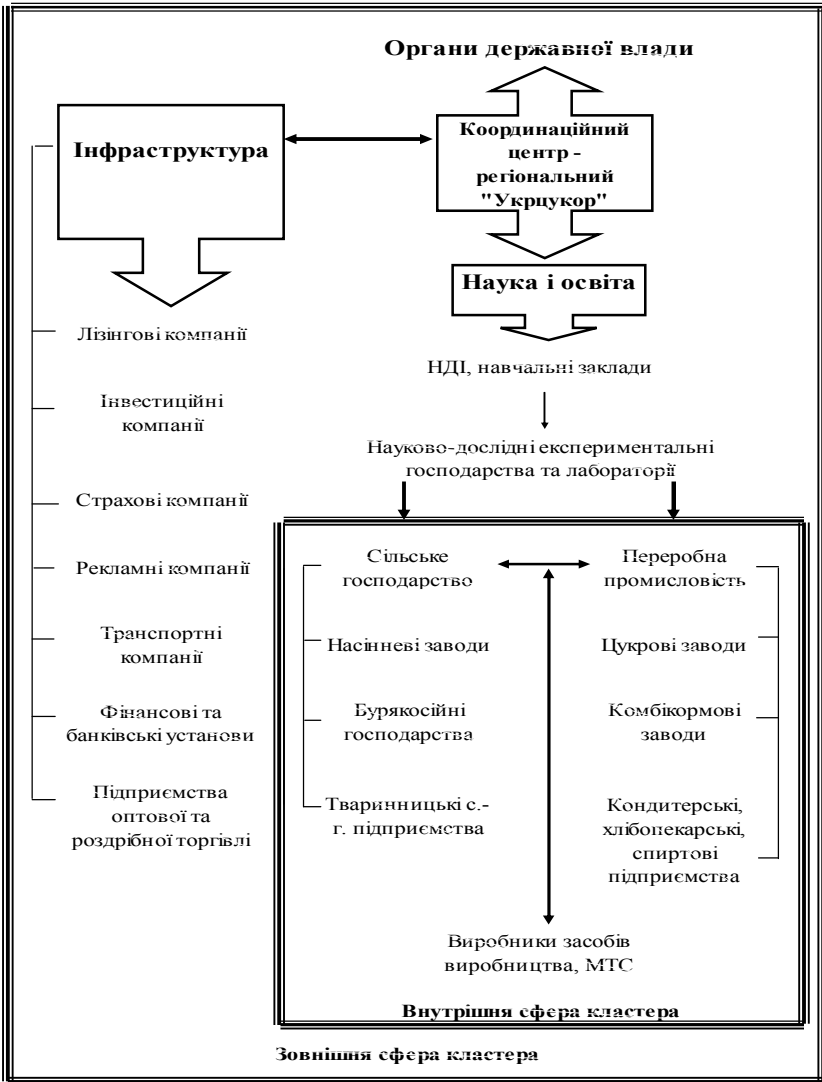 Органи державної влади
Інфраструктура
Координаційний
центр -
регіональний
"Укрцукор"
Наука і освіта
НДІ, навчальні заклади
Науково-дослідні експериментальні
господарства та лабораторії
Лізингові компанії
Інвестиційні
компанії
Страхові компанії
Рекламні компанії
Транспортні
компанії
Фінансові та
банківські установи
Підприємства
оптової та
роздрібної торгівлі
Сільське
господарство
Насінневі заводи
Бурякосійні
господарства
Тваринницькі с.-
г. підприємства
Переробна
промисловість
Цукрові заводи
Комбікормові
заводи
Кондитерські,
хлібопекарські,
спиртові
підприємства
Виробники засобів
виробництва, МТС
Внутрішня сфера кластера
Зовнішня сфера кластера